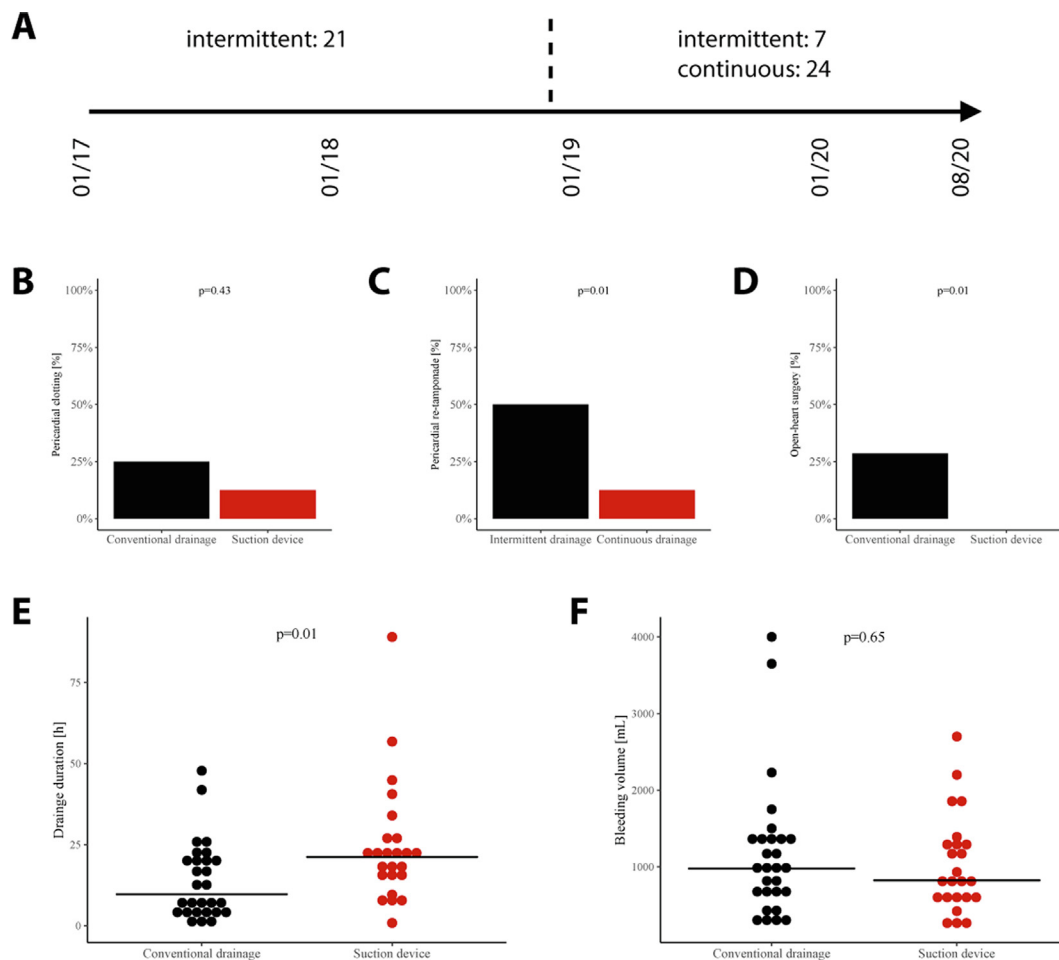 A
intermittent: 21
intermittent: 7
continuous: 24
01/17
01/18
01/19
01/20
08/20
B
p=0.43
Pericardial clotting [%]
100%
75%
50%
25%
0%
Conventional drainage
Suction device
C
p=0.01
Pericardial re-tamponade [%]
100%
75%
50%
25%
0%
Intermittent drainage
Continuous drainage
D
p=0.01
Open-heart surgery [%]
100%
75%
50%
25%
0%
Conventional drainage
Suction device
E
p=0.01
Drainge duration [h]
75
50
25
0
Conventional drainage
Suction device
F
p=0.65
Bleeding volume [mL]
4000
3000
2000
1000
0
Conventional drainage
Suction device